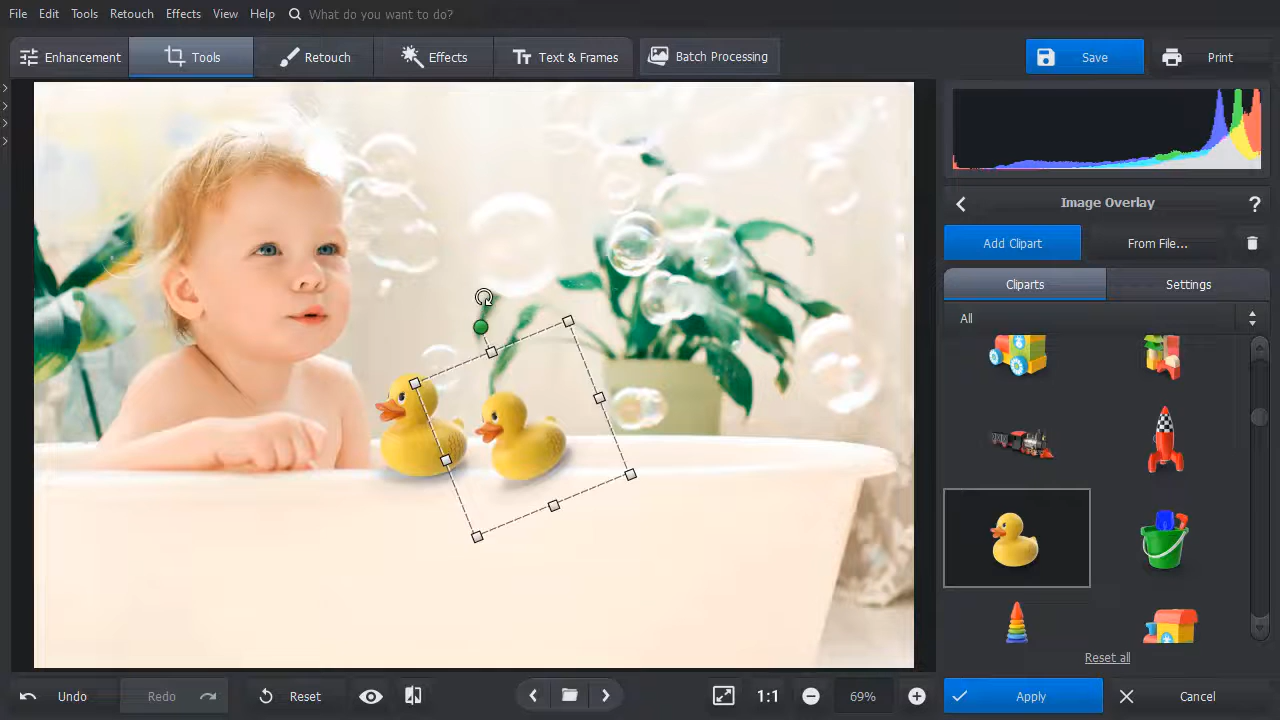 File Edit Tools Retouch Effects View Help What do you want to do?
Enhancement Tools Retouch Effects Text & Frames Batch Processing Save Print
Image Overlay ?
Add Clipart From File...
Cliparts Settings
All
Reset all
Undo Redo Reset 1:1 69% Apply Cancel